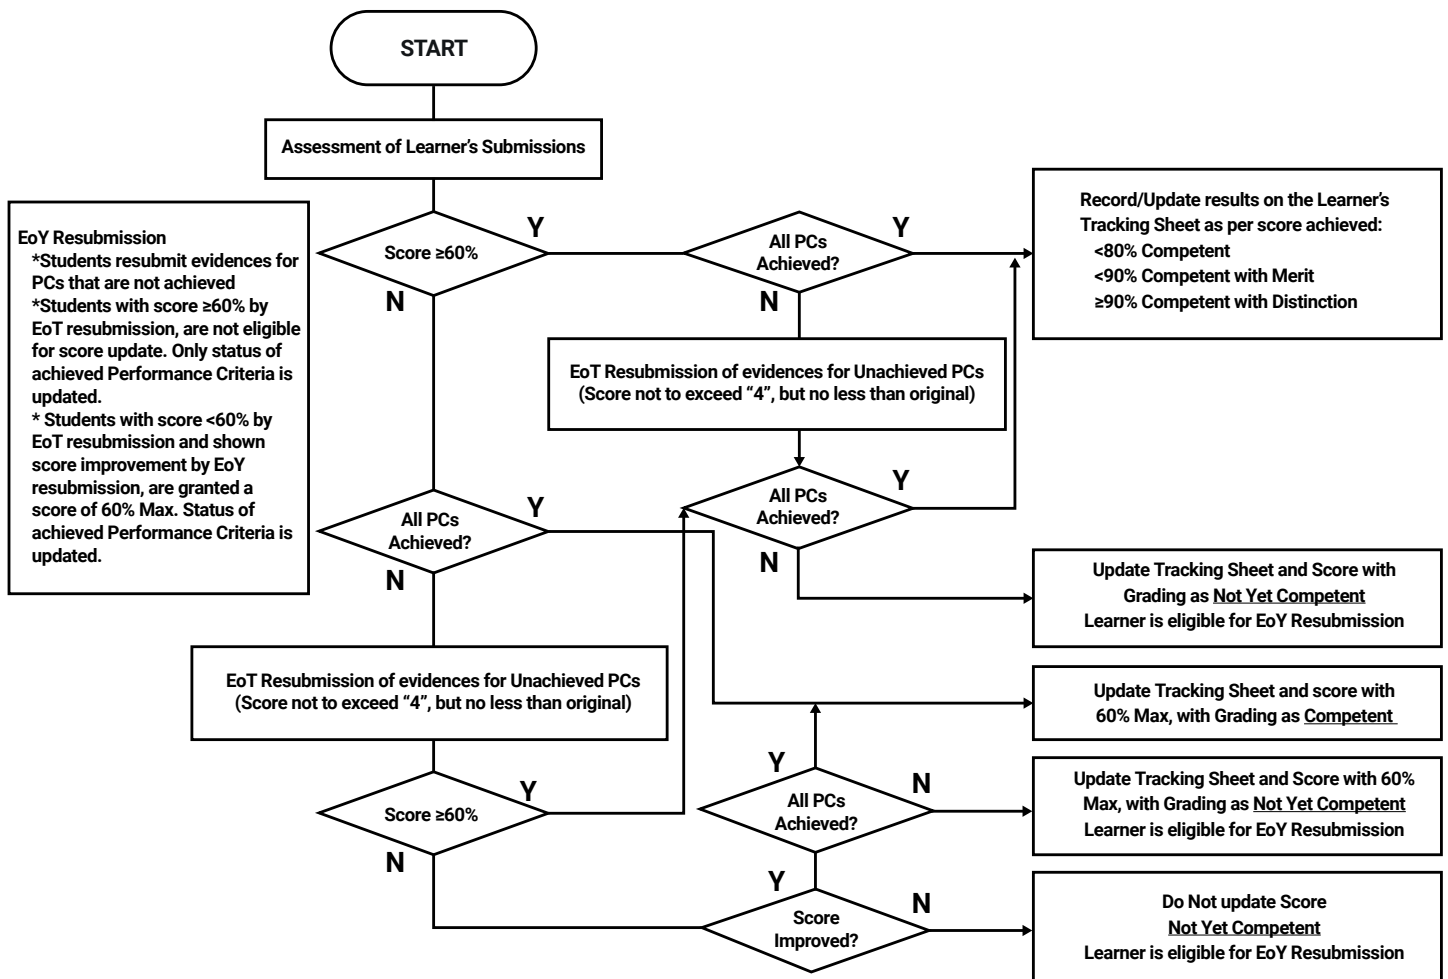 START
Assessment of Learner’s Submissions
EoY Resubmission
*Students resubmit evidences for
PCs that are not achieved
*Students with score ≥60% by
EoT resubmission, are not eligible
for score update. Only status of
achieved Performance Criteria is
updated.
* Students with score <60% by
EoT resubmission and shown
score improvement by EoY
resubmission, are granted a
score of 60% Max. Status of
achieved Performance Criteria is
updated.
Score ≥60%
Y
N
All PCs
Achieved?
Y
N
Record/Update results on the Learner’s
Tracking Sheet as per score achieved:
<80% Competent
<90% Competent with Merit
≥90% Competent with Distinction
EoT Resubmission of evidences for Unachieved PCs
(Score not to exceed “4”, but no less than original)
All PCs
Achieved?
Y
N
All PCs
Achieved?
Y
N
Update Tracking Sheet and Score with
Grading as Not Yet Competent
Learner is eligible for EoY Resubmission
EoT Resubmission of evidences for Unachieved PCs
(Score not to exceed “4”, but no less than original)
Update Tracking Sheet and score with
60% Max, with Grading as Competent
Score ≥60%
Y
N
All PCs
Achieved?
Y
N
Update Tracking Sheet and Score with 60%
Max, with Grading as Not Yet Competent
Learner is eligible for EoY Resubmission
Score
Improved?
Y
N
Do Not update Score
Not Yet Competent
Learner is eligible for EoY Resubmission